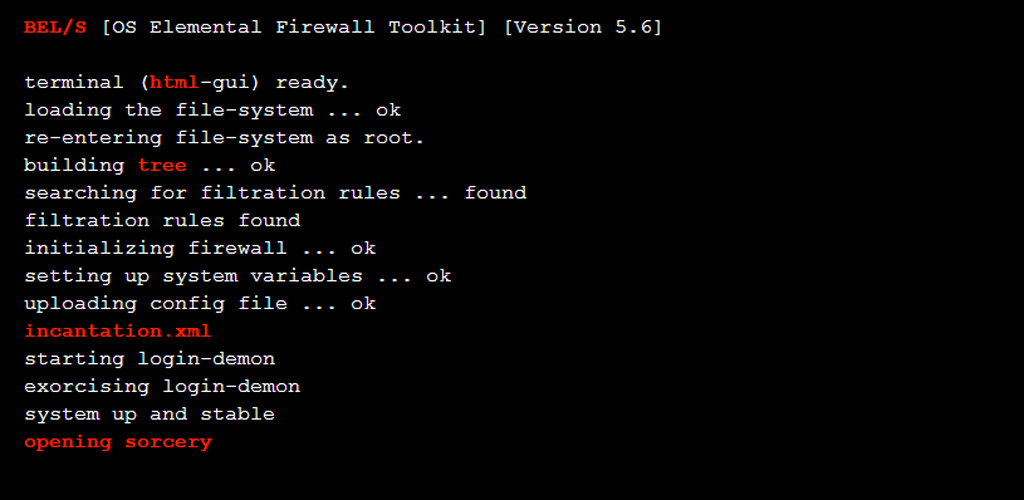 BEL/S [OS Elemental Firewall Toolkit] [Version 5.6]
terminal (html-gui) ready.
loading the file-system ... ok
re-entering file-system as root.
building tree ... ok
searching for filtration rules ... found
filtration rules found
initializing firewall ... ok
setting up system variables ... ok
uploading config file ... ok
incantation.xml
starting login-demon
exorcising login-demon
system up and stable
opening sorcery